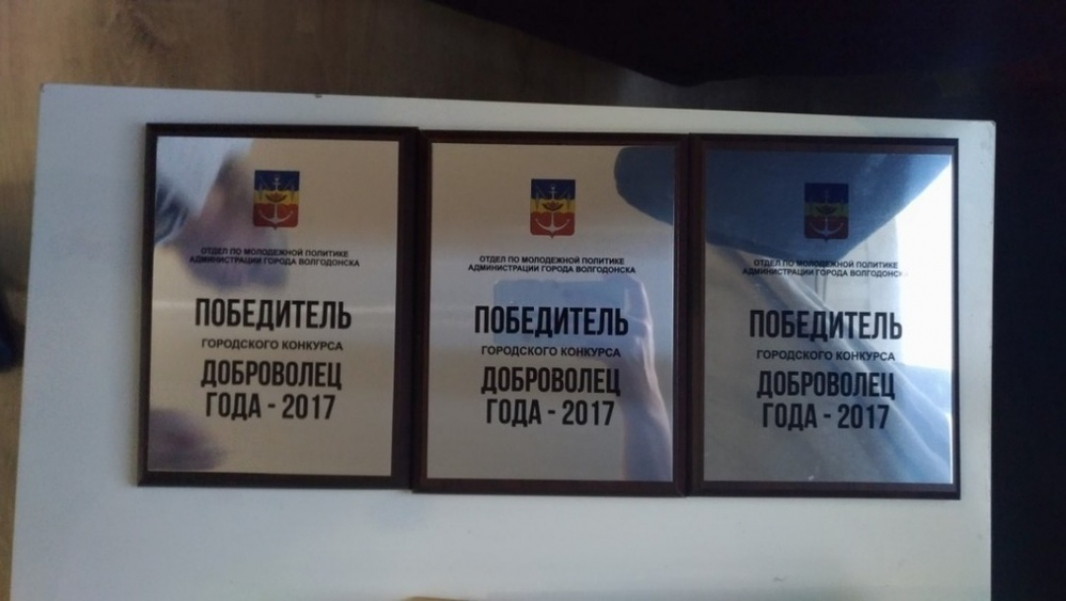 ОТДЕЛ ПО МОЛОДЕЖНОЙ ПОЛИТИКЕ
АДМИНИСТРАЦИИ ГОРОДА ВОЛГОДОНСКА
ПОБЕДИТЕЛЬ
ГОРОДСКОГО КОНКУРСА
ДОБРОВОЛЕЦ
ГОДА - 2017
ОТДЕЛ ПО МОЛОДЕЖНОЙ ПОЛИТИКЕ
АДМИНИСТРАЦИИ ГОРОДА ВОЛГОДОНСКА
ПОБЕДИТЕЛЬ
ГОРОДСКОГО КОНКУРСА
ДОБРОВОЛЕЦ
ГОДА - 2017
ОТДЕЛ ПО МОЛОДЕЖНОЙ ПОЛИТИКЕ
АДМИНИСТРАЦИИ ГОРОДА ВОЛГОДОНСКА
ПОБЕДИТЕЛЬ
ГОРОДСКОГО КОНКУРСА
ДОБРОВОЛЕЦ
ГОДА - 2017